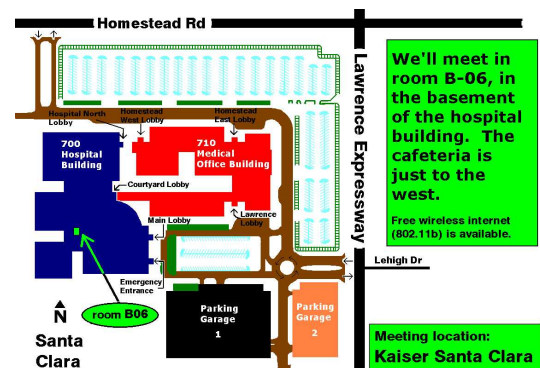 Homestead Rd
Lawrence Expressway
Hospital North
Lobby
Homestead
West Lobby
Homestead
East Lobby
700
Hospital
Building
710
Medical
Office Building
Courtyard Lobby
Main Lobby
Lawrence
Lobby
Emergency
Entrance
room B06
N
Santa
Clara
Parking
Garage
1
Parking
Garage
2
Lehigh Dr
We'll meet in
room B-06, in
the basement
of the hospital
building. The
cafeteria is
just to the
west.
Free wireless internet
(802.11b) is available.
Meeting location:
Kaiser Santa Clara